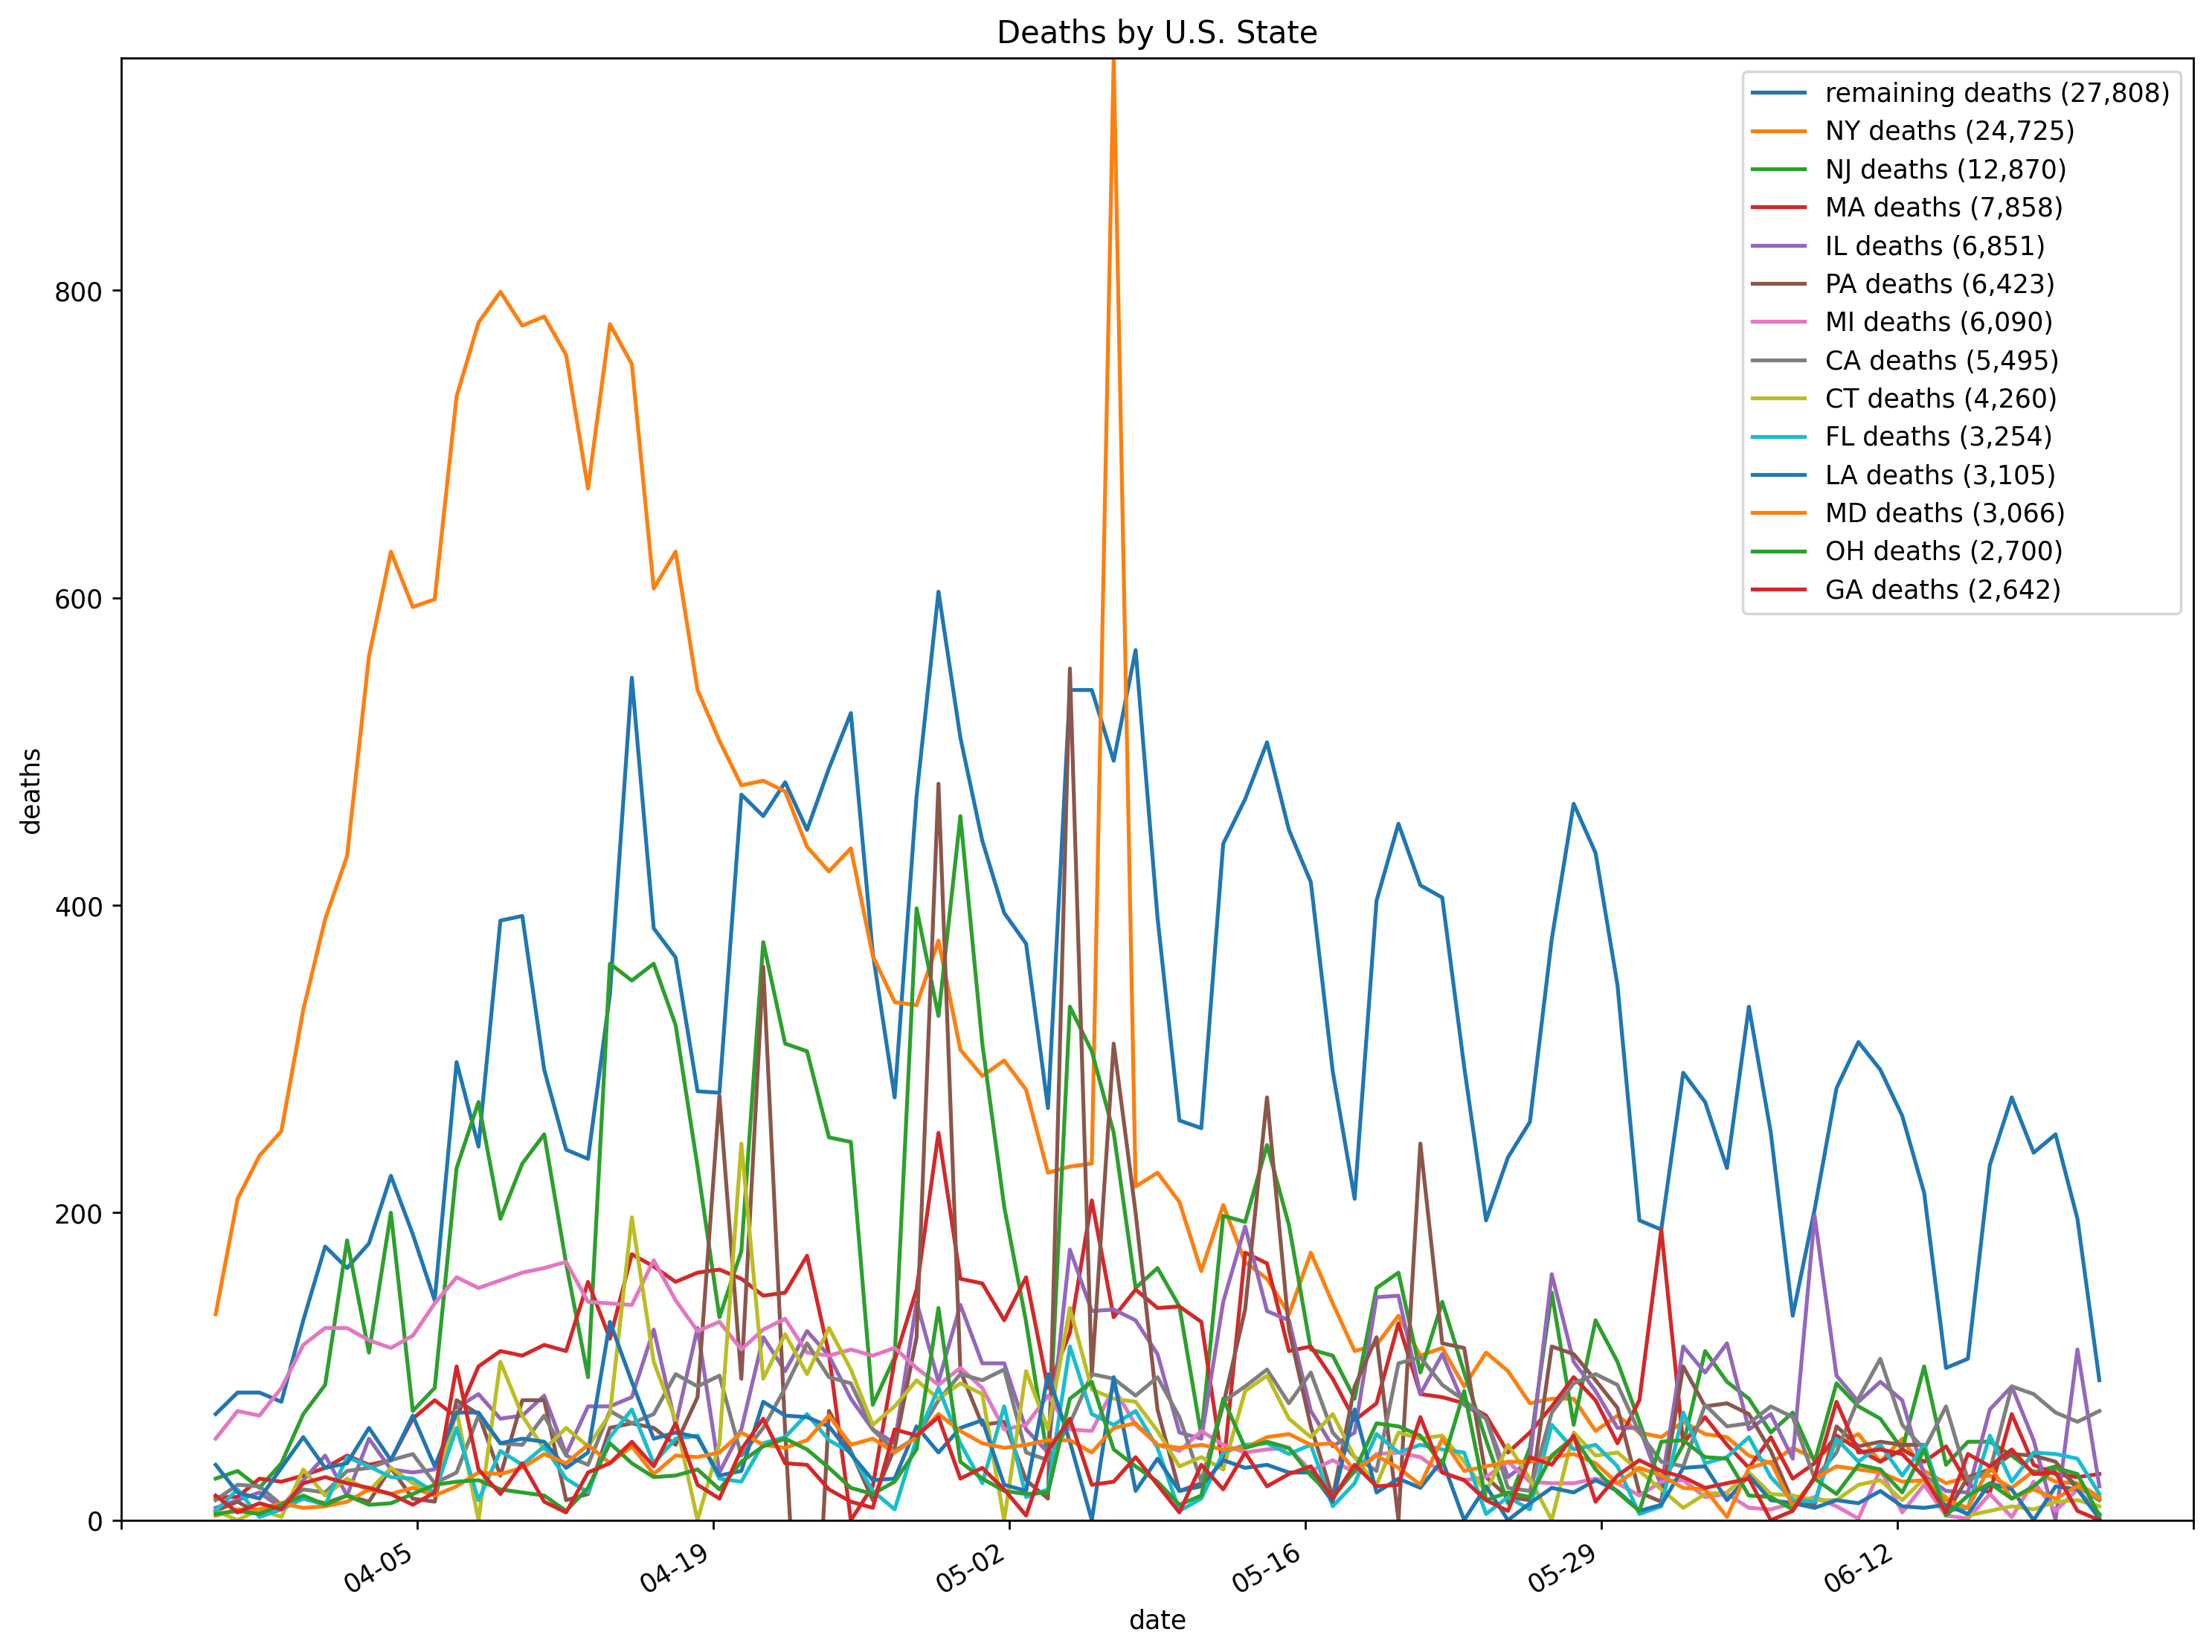 Deaths by U.S. State
remaining deaths (27,808)
NY deaths (24,725)
NJ deaths (12,870)
MA deaths (7,858)
IL deaths (6,851)
PA deaths (6,423)
MI deaths (6,090)
CA deaths (5,495)
CT deaths (4,260)
FL deaths (3,254)
LA deaths (3,105)
MD deaths (3,066)
OH deaths (2,700)
GA deaths (2,642)
800
600
400
200
0
deaths
04-05
04-19
05-02
05-16
05-29
06-12
date